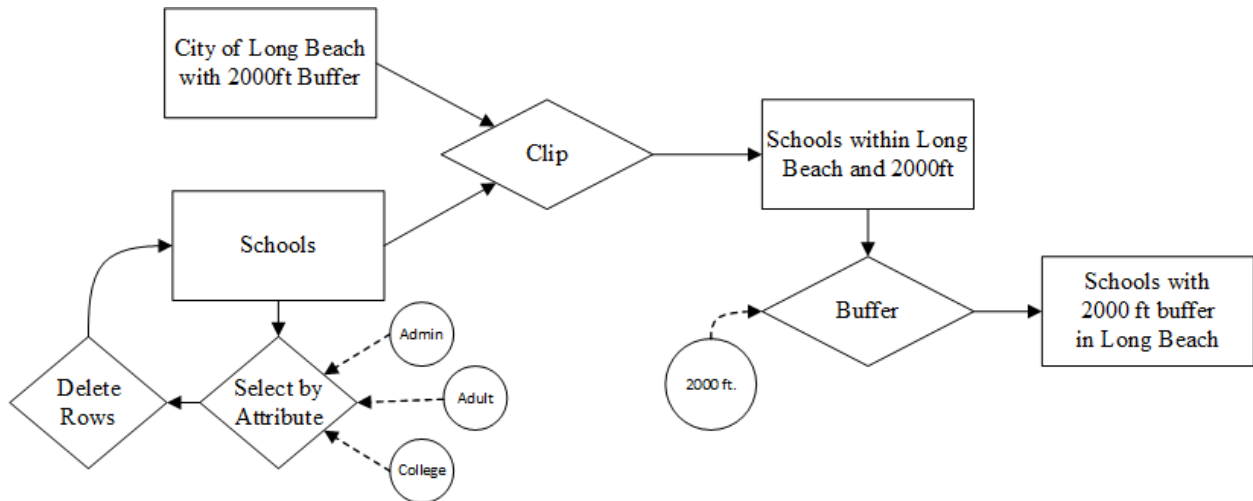 City of Long Beach
with 2000ft Buffer
Clip
Schools within Long
Beach and 2000ft
Schools
Buffer
Schools with
2000 ft buffer
in Long Beach
Admin
2000 ft.
Delete
Rows
Select by
Attribute
Adult
College